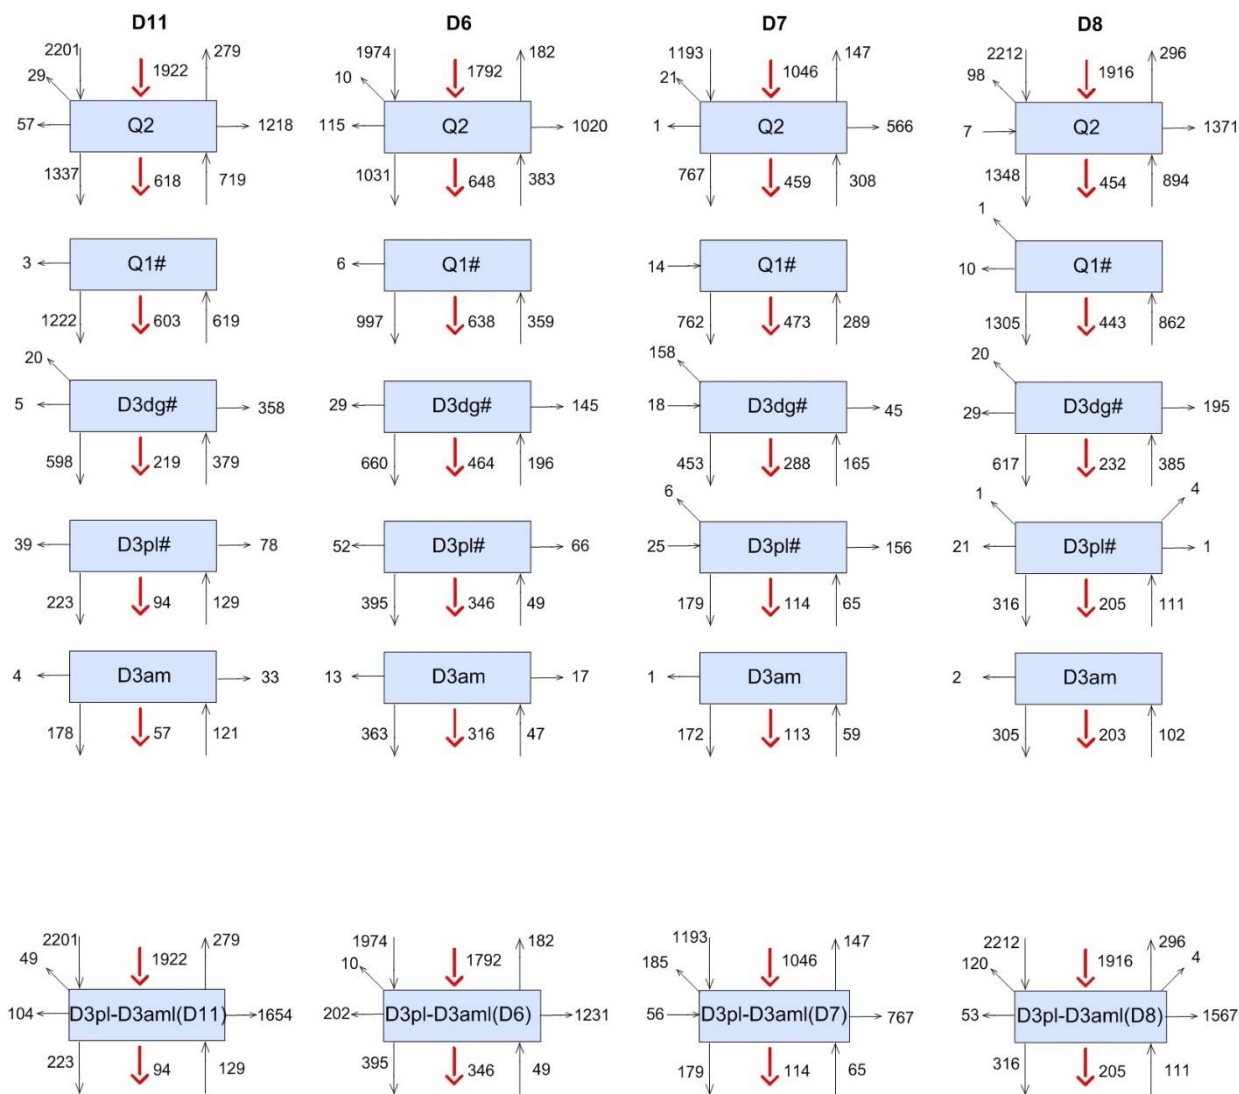 D11 D6 D7 D8
2201 279 1974 182 1193 147 2212 296
1922 1792 1046 1916
29 10 21 98
57 Q2 1218 115 Q2 1020 1 Q2 566 7 Q2 1371
1337 618 719 1031 648 383 767 459 308 1348 454 894
1
3 Q1# 6 Q1# 14 Q1# 10 Q1#
1222 603 619 997 638 359 762 473 289 1305 443 862
20 158 20
5 D3dg# 358 29 D3dg# 145 18 D3dg# 45 29 D3dg# 195
598 219 379 660 464 196 453 288 165 617 232 385
6 1 4
39 D3pl# 78 52 D3pl# 66 25 D3pl# 156 21 D3pl# 1
223 94 129 395 346 49 179 114 65 316 205 111
4 D3am 33 13 D3am 17 1 D3am 2 D3am
178 57 121 363 316 47 172 113 59 305 203 102
2201 279 1974 182 1193 147 2212 296
49 1922 10 1792 185 1046 120 1916 4
104 D3pl-D3aml(D11) 1654 202 D3pl-D3aml(D6) 1231 56 D3pl-D3aml(D7) 767 53 D3pl-D3aml(D8) 1567
223 94 129 395 346 49 179 114 65 316 205 111